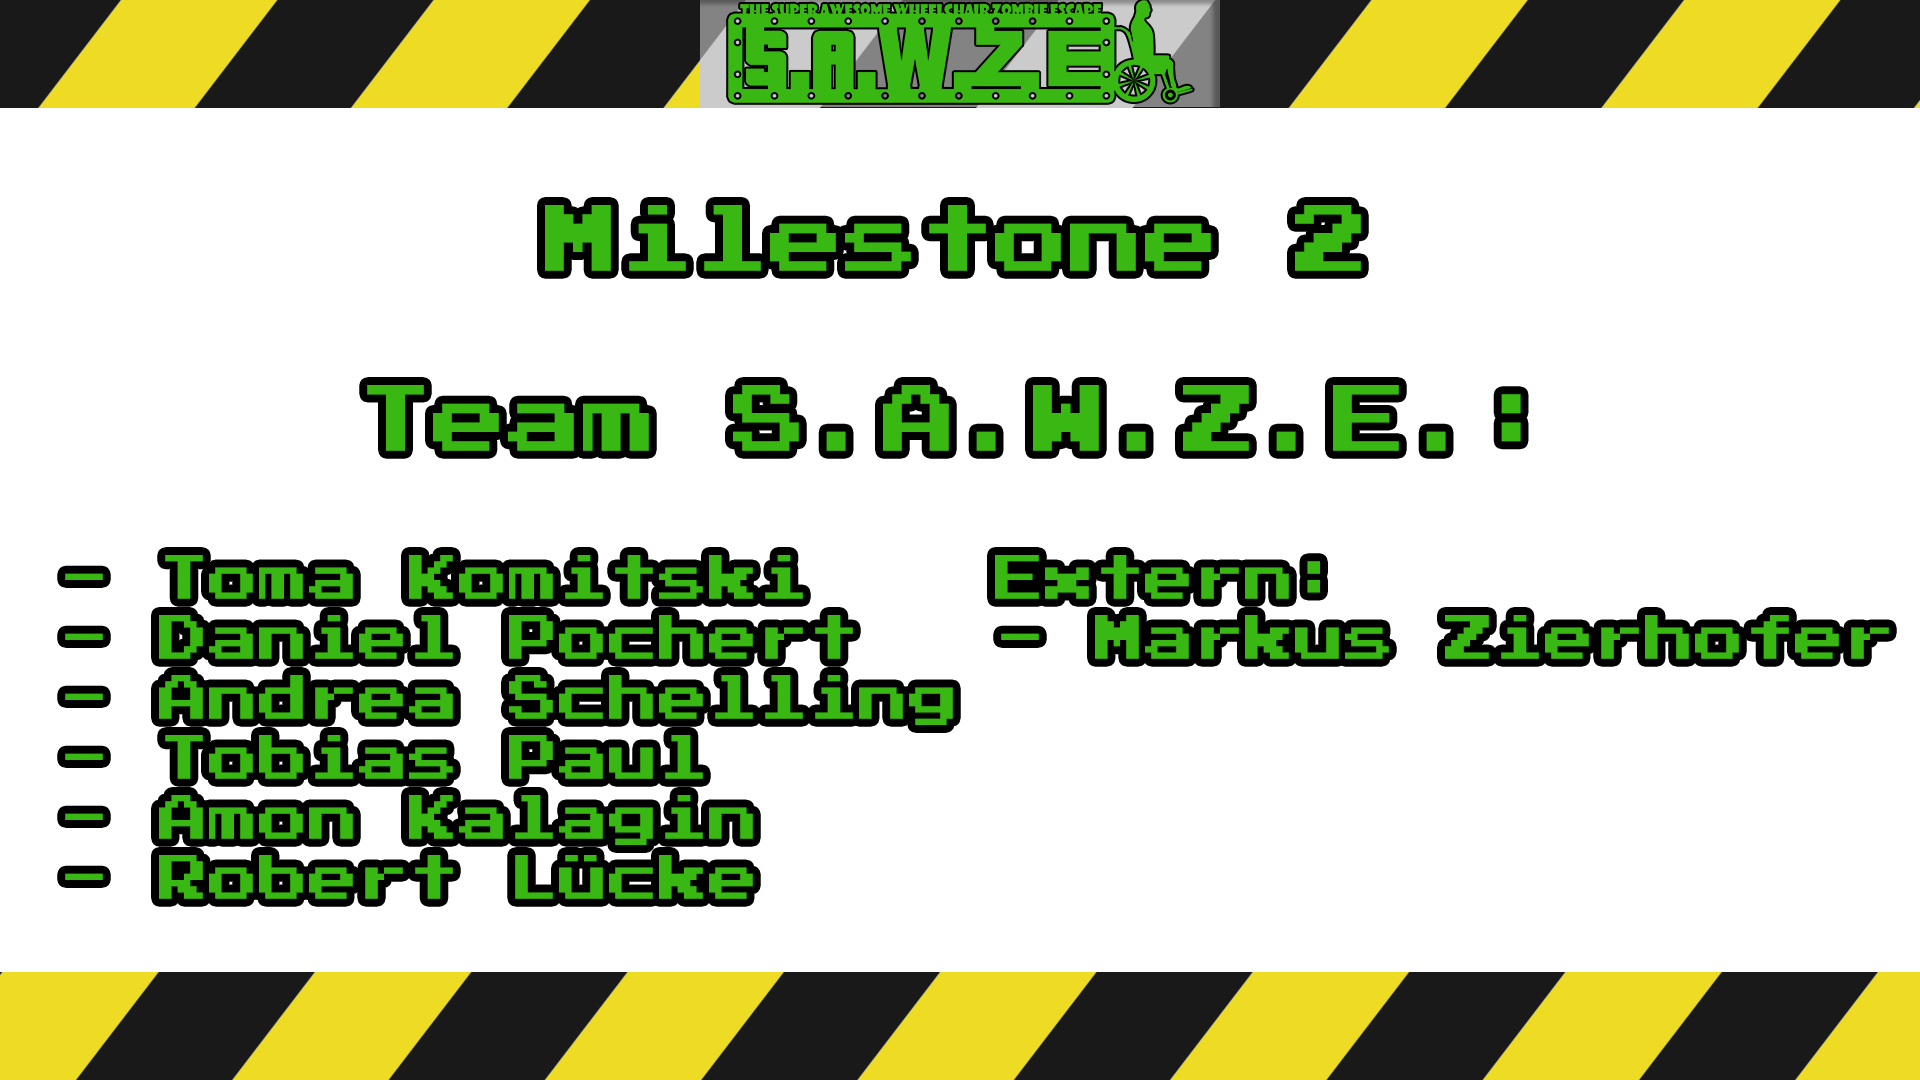 THE SUPER AWESOME WHEELCHAIR ZOMBIE ESCAPE
S.A.W.Z.E
Milestone 2
Team S.A.W.Z.E.:
- Toma Komitski
- Daniel Pochert
- Andrea Schelling
- Tobias Paul
- Amon Kalagin
- Robert Lücke
Extern:
- Markus Zierhofer